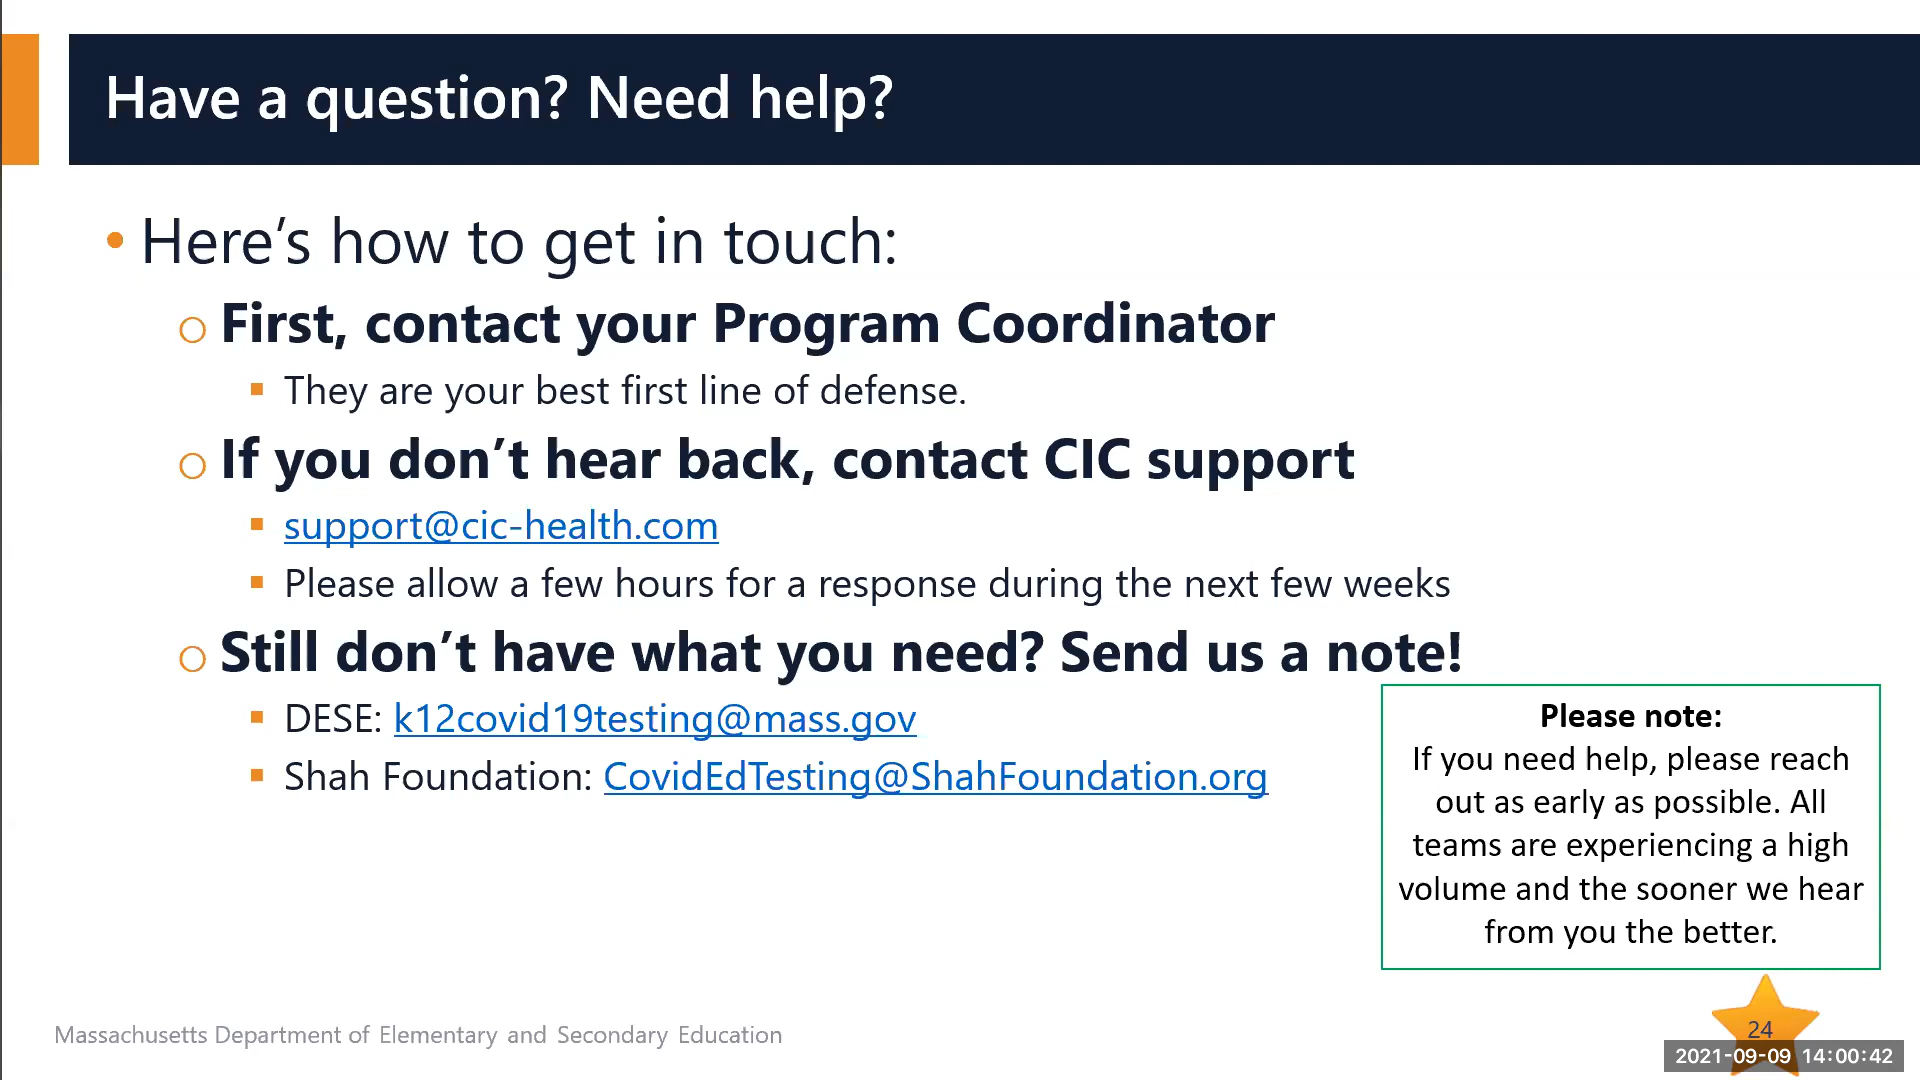 Have a question? Need help?
• Here’s how to get in touch:
o First, contact your Program Coordinator
▪ They are your best first line of defense.
o If you don’t hear back, contact CIC support
▪ support@cic-health.com
▪ Please allow a few hours for a response during the next few weeks
o Still don’t have what you need? Send us a note!
▪ DESE: k12covid19testing@mass.gov
▪ Shah Foundation: CovidEdTesting@ShahFoundation.org
Please note:
If you need help, please reach
out as early as possible. All
teams are experiencing a high
volume and the sooner we hear
from you the better.
Massachusetts Department of Elementary and Secondary Education
24
2021-09-09 14:00:42